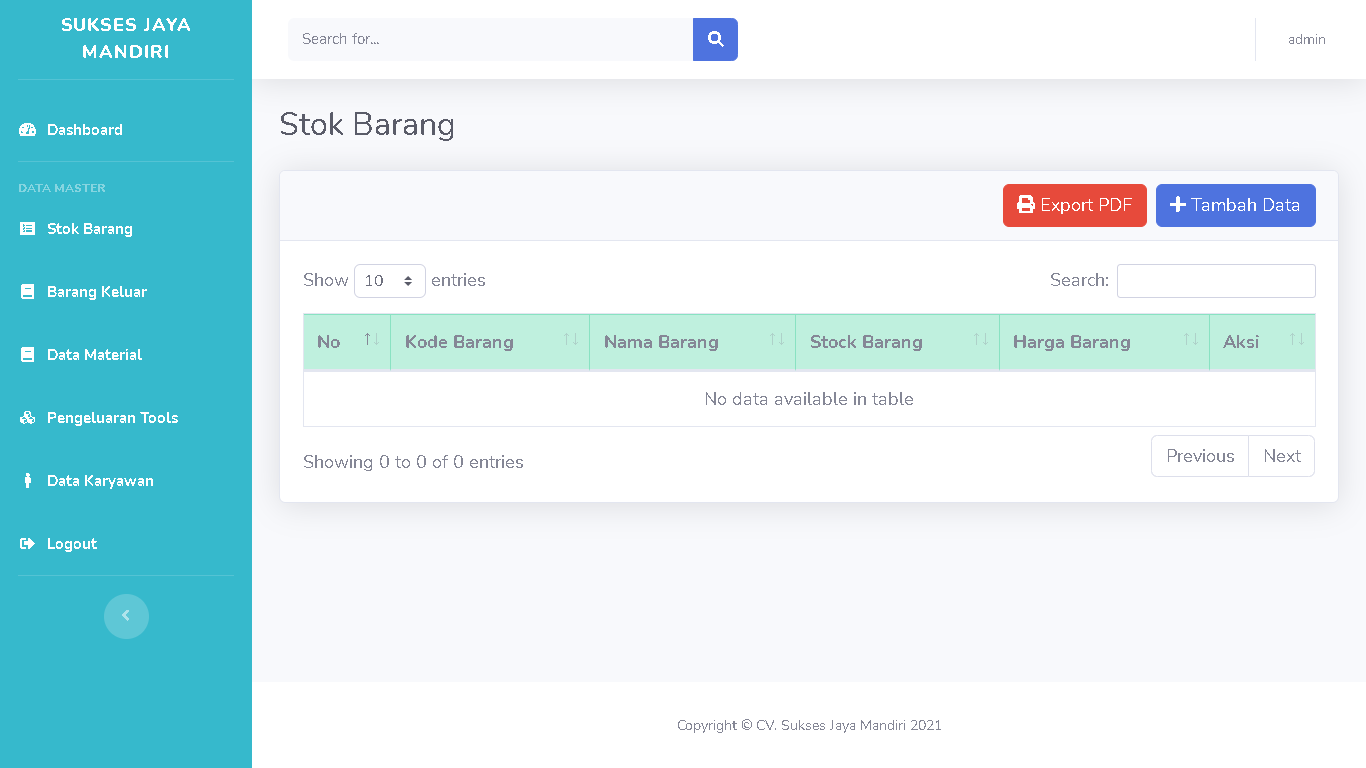 SUKSES JAYA
MANDIRI
Search for...
admin
Dashboard
DATA MASTER
Stok Barang
Barang Keluar
Data Material
Pengeluaran Tools
Data Karyawan
Logout
Stok Barang
Export PDF
Tambah Data
Show 10 entries
Search:
No Kode Barang Nama Barang Stock Barang Harga Barang Aksi
No data available in table
Showing 0 to 0 of 0 entries
Previous Next
Copyright © CV. Sukses Jaya Mandiri 2021